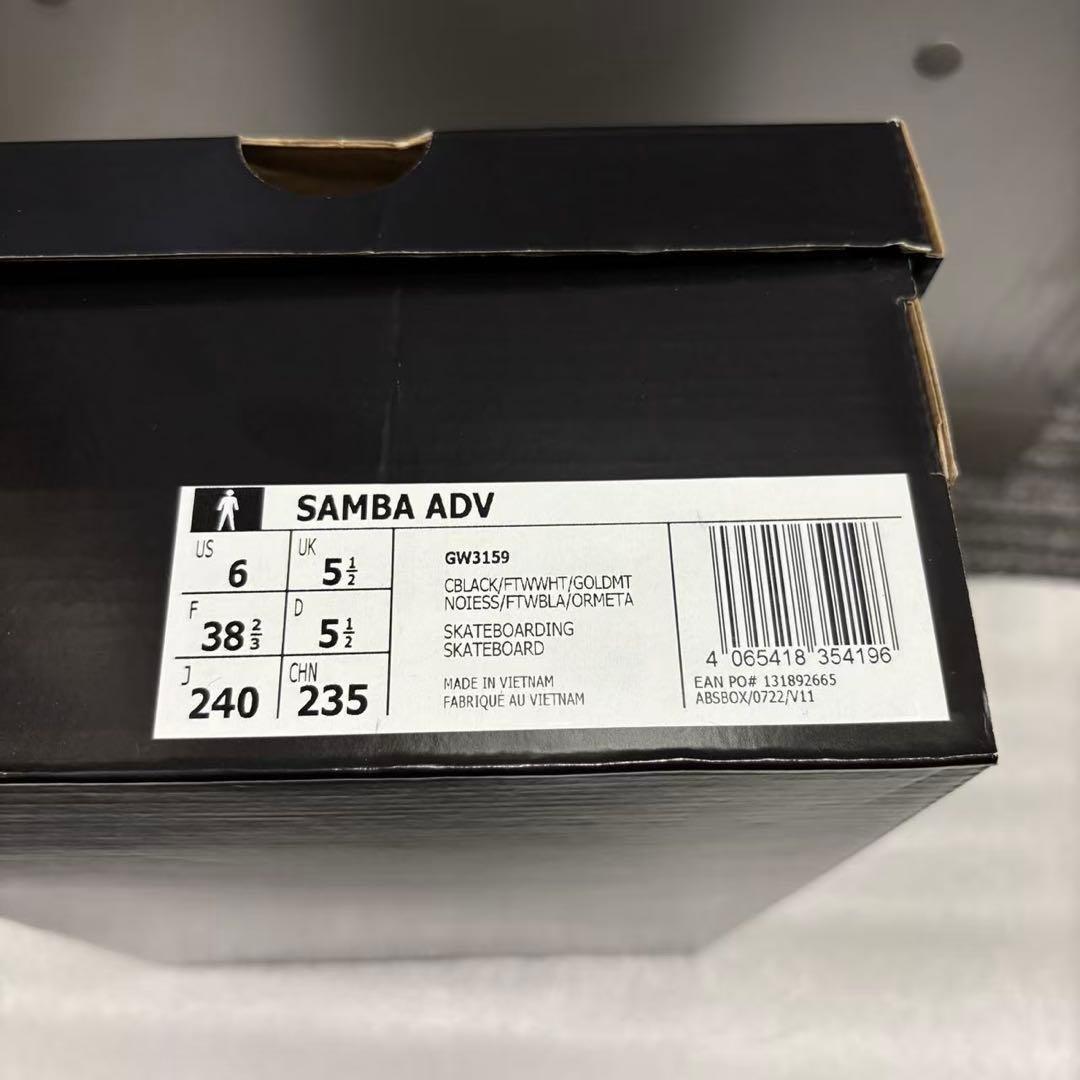 SAMBA ADV
US
6
UK
5 1/2
F
38 2/3
D
5 1/2
J
240
CHN
235
GW3159
CBLACK/FTWWHT/GOLDMT
NOIESS/FTWBLA/ORMETA
SKATEBOARDING
SKATEBOARD
MADE IN VIETNAM
FABRIQUÉ AU VIETNAM
4 065418 354196
EAN PO# 131892665
ABSBOX/0722/V11